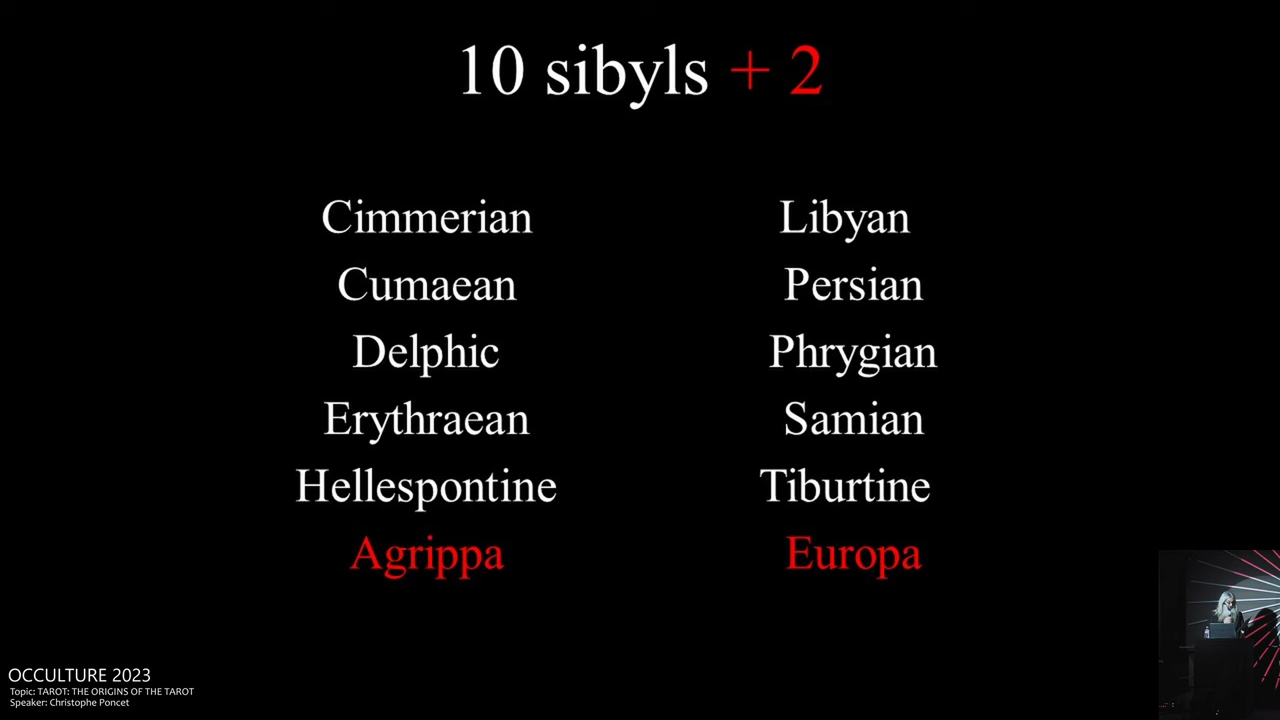 10 sibyls + 2
Cimmerian
Cumaean
Delphic
Erythraean
Hellespontine
Agrippa
Libyan
Persian
Phrygian
Samian
Tiburtine
Europa
OCCULTURE 2023
Topic: TAROT: THE ORIGINS OF THE TAROT
Speaker: Christophe Poncet